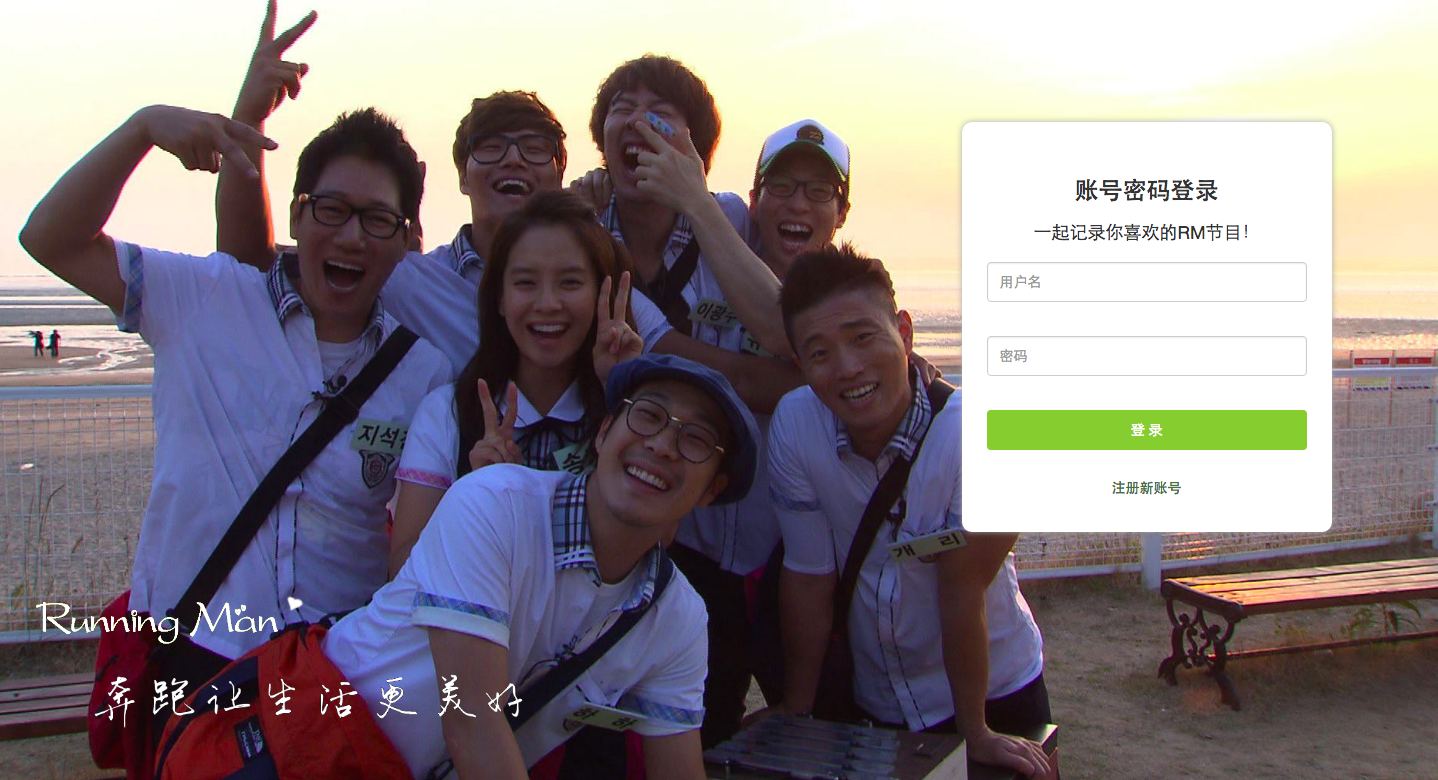 账号密码登录
一起记录你喜欢的RM节目!
用户名
密码
登 录
注册新账号
이광수
지석
송
개 리
Running Man
奔跑让生活更美好